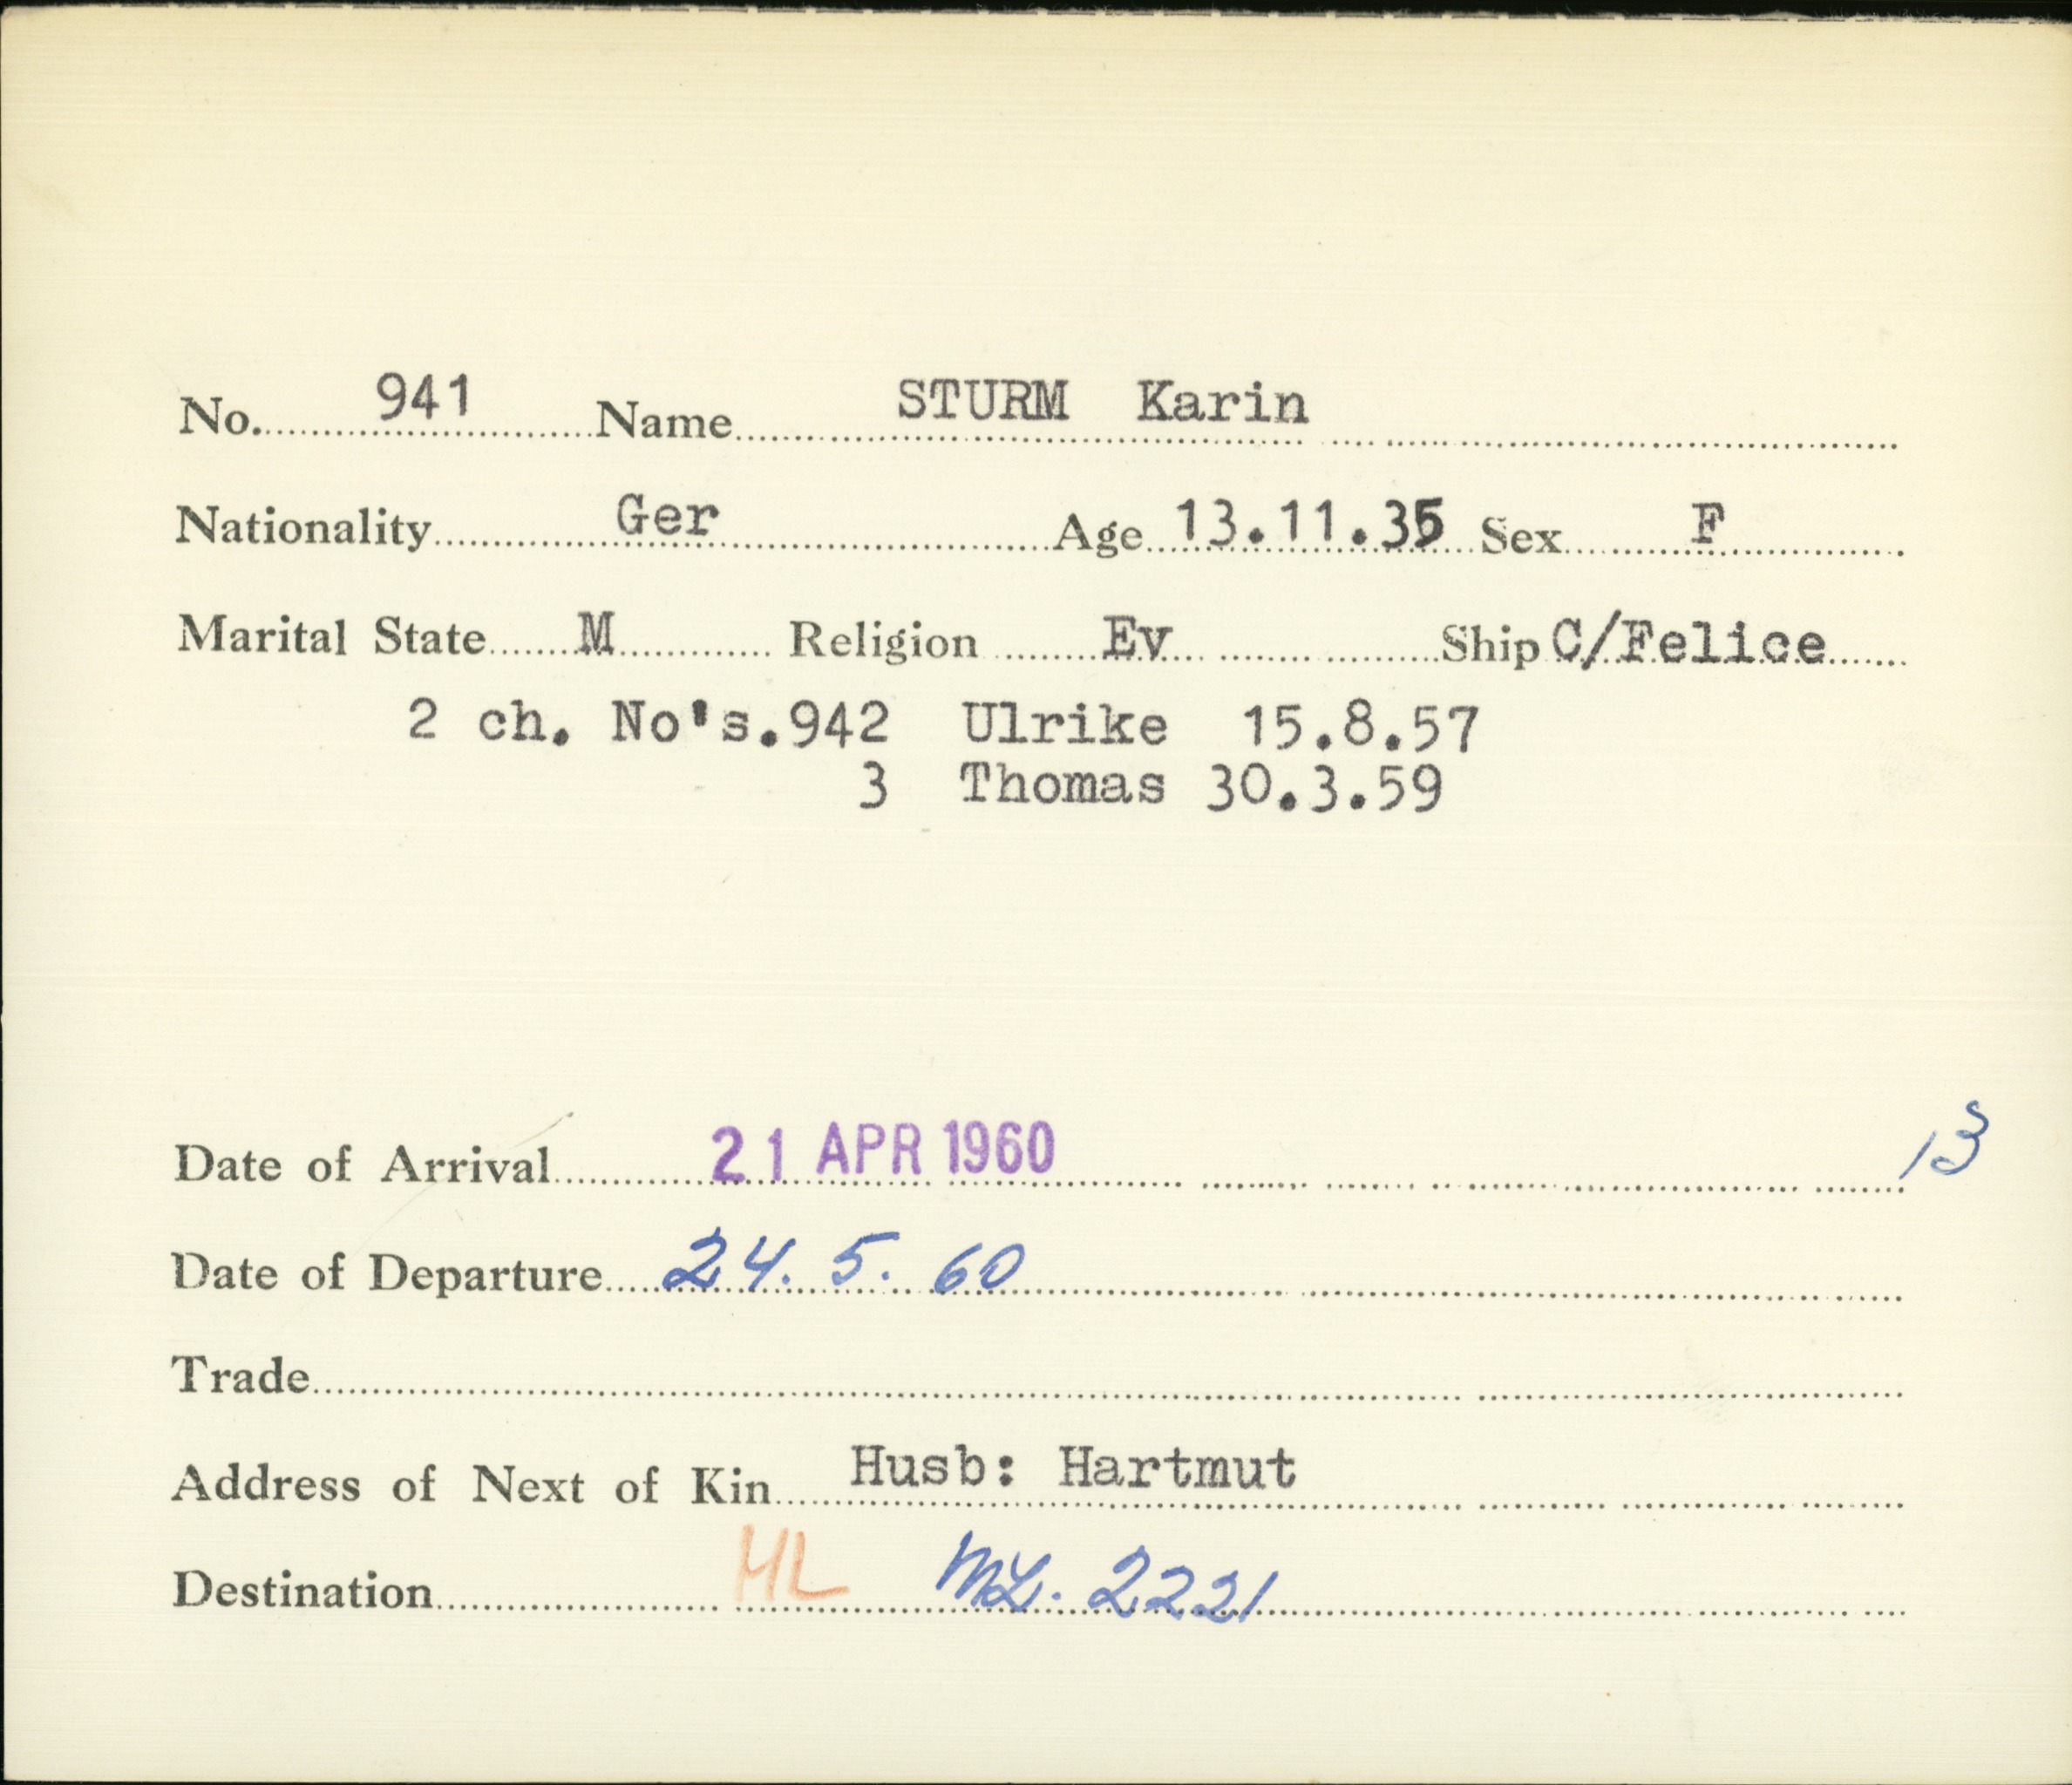 No. 941 Name STURM Karin
Nationality Ger Age 13.11.35 Sex F
Marital State M Religion Ev Ship C/Felice
2 ch. No's.942 Ulrike 15.8.57
3 Thomas 30.3.59
Date of Arrival 21 APR 1960 13
Date of Departure 24. 5. 60
Trade
Address of Next of Kin Husb: Hartmut
Destination HL ML. 2221